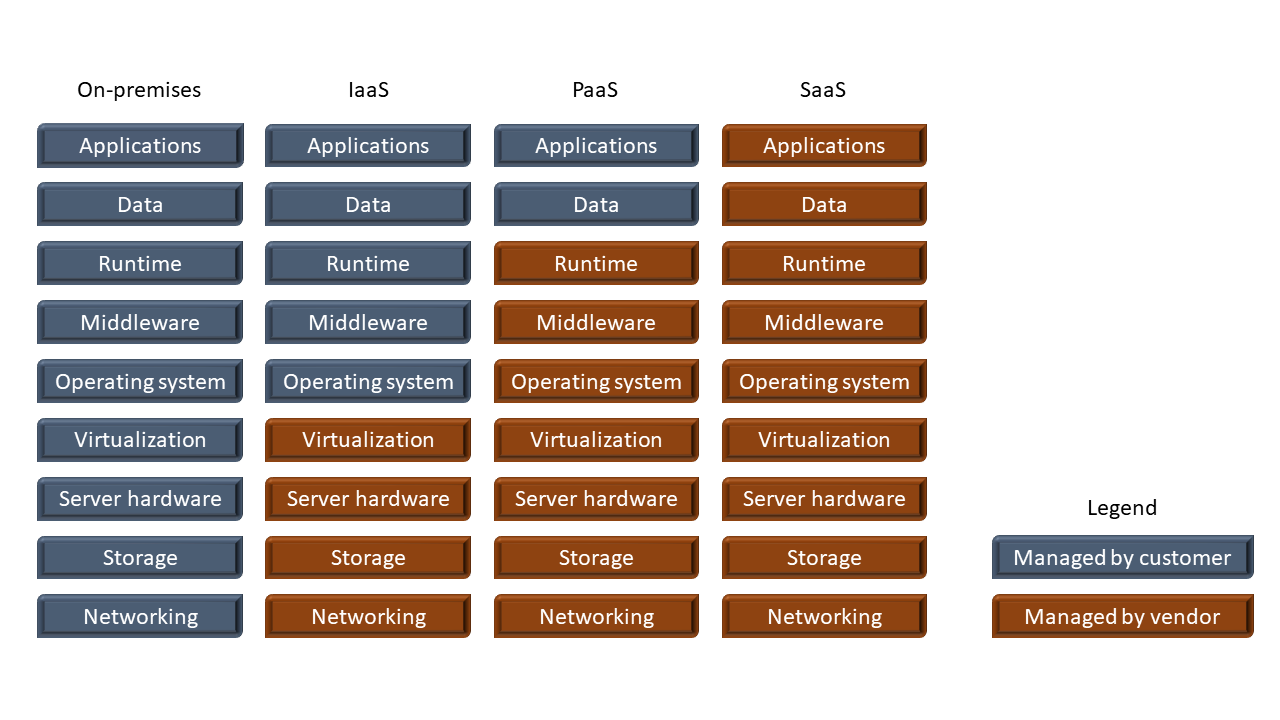 On-premises IaaS PaaS SaaS
Applications Applications Applications Applications
Data Data Data Data
Runtime Runtime Runtime Runtime
Middleware Middleware Middleware Middleware
Operating system Operating system Operating system Operating system
Virtualization Virtualization Virtualization Virtualization
Server hardware Server hardware Server hardware Server hardware
Legend
Storage Storage Storage Storage Managed by customer
Networking Networking Networking Networking Managed by vendor